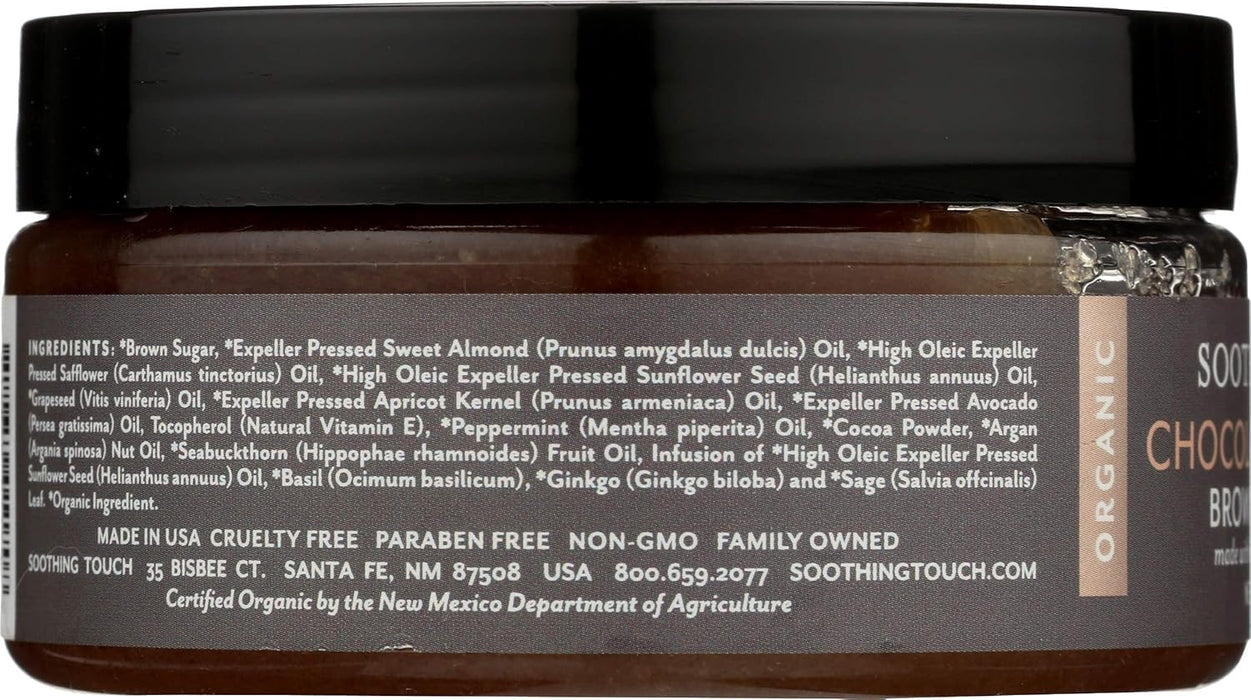 INGREDIENTS: *Brown Sugar, *Expeller Pressed Sweet Almond (Prunus amygdalus dulcis) Oil, *High Oleic Expeller
Pressed Safflower (Carthamus tinctorius) Oil, *High Oleic Expeller Pressed Sunflower Seed (Helianthus annuus) Oil,
*Grapeseed (Vitis viniferia) Oil, *Expeller Pressed Apricot Kernel (Prunus armeniaca) Oil, *Expeller Pressed Avocado
(Persea gratissima) Oil, Tocopherol (Natural Vitamin E), *Peppermint (Mentha piperita) Oil, *Cocoa Powder, *Argan
(Argania spinosa) Nut Oil, *Seabuckthorn (Hippophae rhamnoides) Fruit Oil, Infusion of *High Oleic Expeller Pressed
Sunflower Seed (Helianthus annuus) Oil, *Basil (Ocimum basilicum), *Ginkgo (Ginkgo biloba) and *Sage (Salvia offcinalis)
Leaf. *Organic Ingredient.
MADE IN USA CRUELTY FREE PARABEN FREE NON-GMO FAMILY OWNED
SOOTHING TOUCH 35 BISBEE CT. SANTA FE, NM 87508 USA 800.659.2077 SOOTHINGTOUCH.COM
Certified Organic by the New Mexico Department of Agriculture
ORGANIC
SOOT
CHOCOL
BROW
made